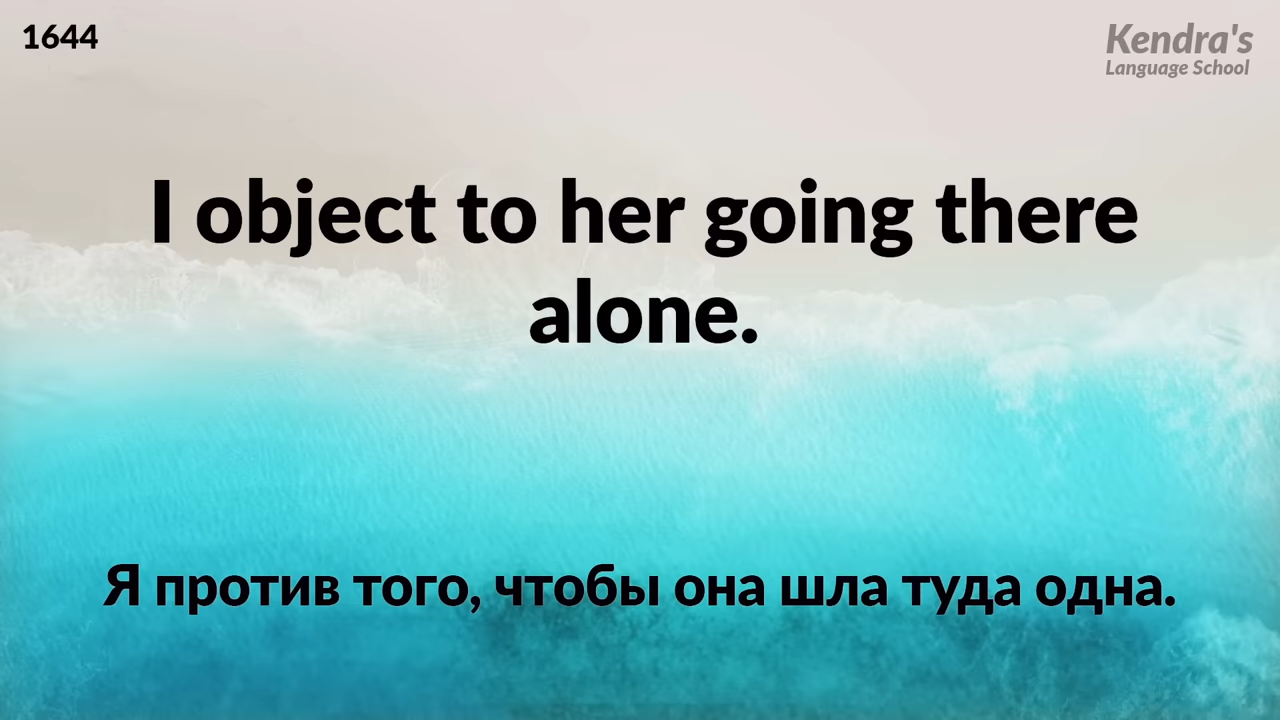 1644
Kendra's
Language School
I object to her going there
alone.
Я против того, чтобы она шла туда одна.